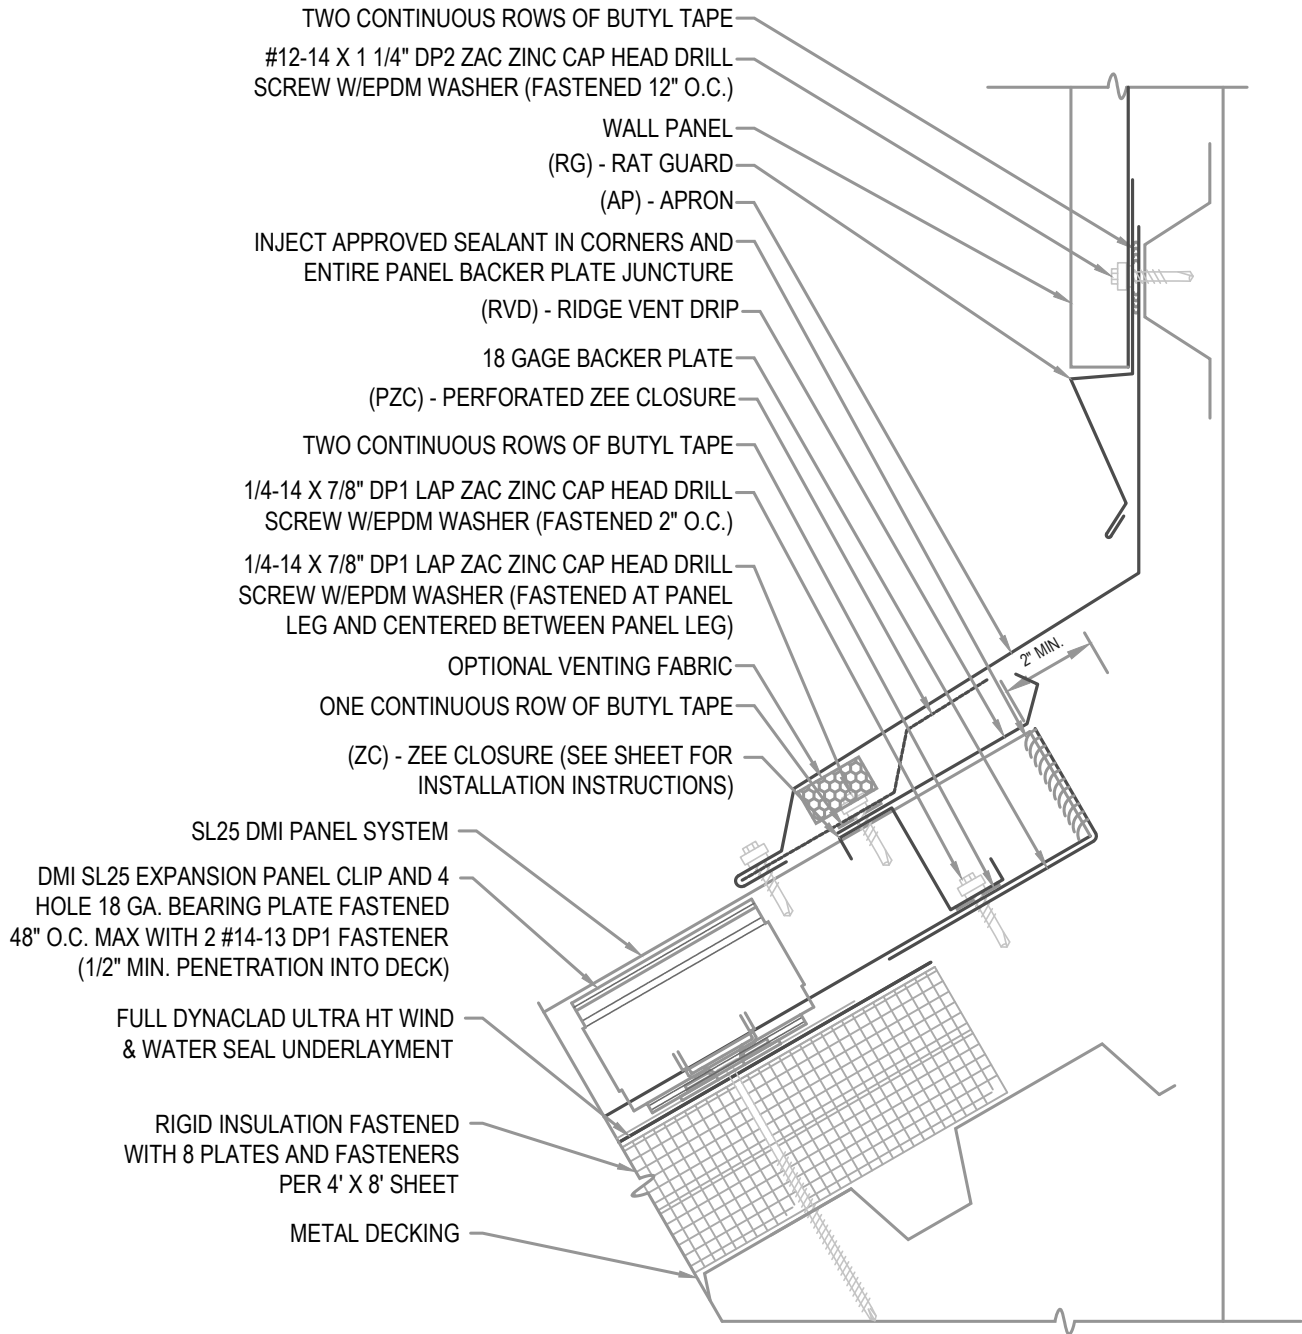 TWO CONTINUOUS ROWS OF BUTYL TAPE
#12-14 X 1 1/4" DP2 ZAC ZINC CAP HEAD DRILL
SCREW W/EPDM WASHER (FASTENED 12" O.C.)
WALL PANEL
(RG) - RAT GUARD
(AP) - APRON
INJECT APPROVED SEALANT IN CORNERS AND
ENTIRE PANEL BACKER PLATE JUNCTURE
(RVD) - RIDGE VENT DRIP
18 GAGE BACKER PLATE
(PZC) - PERFORATED ZEE CLOSURE
TWO CONTINUOUS ROWS OF BUTYL TAPE
1/4-14 X 7/8" DP1 LAP ZAC ZINC CAP HEAD DRILL
SCREW W/EPDM WASHER (FASTENED 2" O.C.)
1/4-14 X 7/8" DP1 LAP ZAC ZINC CAP HEAD DRILL
SCREW W/EPDM WASHER (FASTENED AT PANEL
LEG AND CENTERED BETWEEN PANEL LEG)
2" MIN.
OPTIONAL VENTING FABRIC
ONE CONTINUOUS ROW OF BUTYL TAPE
(ZC) - ZEE CLOSURE (SEE SHEET FOR
INSTALLATION INSTRUCTIONS)
SL25 DMI PANEL SYSTEM
DMI SL25 EXPANSION PANEL CLIP AND 4
HOLE 18 GA. BEARING PLATE FASTENED
48" O.C. MAX WITH 2 #14-13 DP1 FASTENER
(1/2" MIN. PENETRATION INTO DECK)
FULL DYNACLAD ULTRA HT WIND
& WATER SEAL UNDERLAYMENT
RIGID INSULATION FASTENED
WITH 8 PLATES AND FASTENERS
PER 4' X 8' SHEET
METAL DECKING